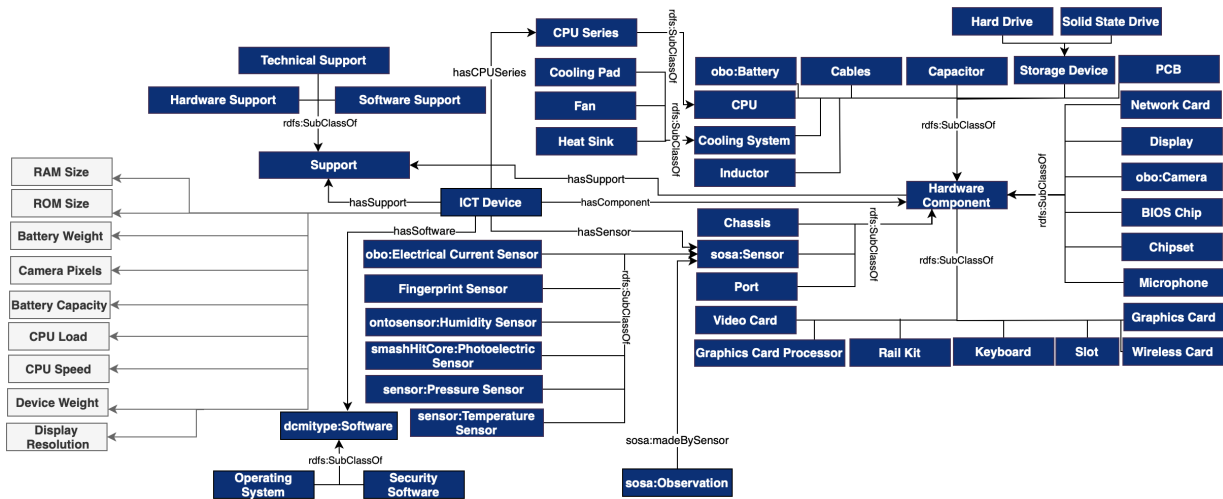 Hard Drive
Solid State Drive
CPU Series
rdfs:SubClassOf
Technical Support
hasCPUSeries
Cooling Pad
obo:Battery
Cables
Capacitor
Storage Device
PCB
Hardware Support
Software Support
Fan
CPU
Network Card
rdfs:SubClassOf
rdfs:SubClassOf
rdfs:SubClassOf
Heat Sink
Cooling System
Display
Support
RAM Size
Inductor
obo:Camera
hasSupport
rdfs:SubClassOf
Hardware
Component
ROM Size
hasSupport
ICT Device
hasComponent
BIOS Chip
Battery Weight
hasSoftware
hasSensor
Chassis
rdfs:SubClassOf
obo:Electrical Current Sensor
sosa:Sensor
rdfs:SubClassOf
Chipset
Camera Pixels
Fingerprint Sensor
rdfs:SubClassOf
Port
Microphone
Battery Capacity
ontosensor:Humidity Sensor
Video Card
Graphics Card
CPU Load
smashHitCore:Photoelectric
Sensor
Graphics Card Processor
Rail Kit
Keyboard
Slot
Wireless Card
CPU Speed
sensor:Pressure Sensor
Device Weight
sensor:Temperature
Sensor
Display
Resolution
dcmitype:Software
sosa:madeBySensor
rdfs:SubClassOf
Operating
System
Security
Software
sosa:Observation